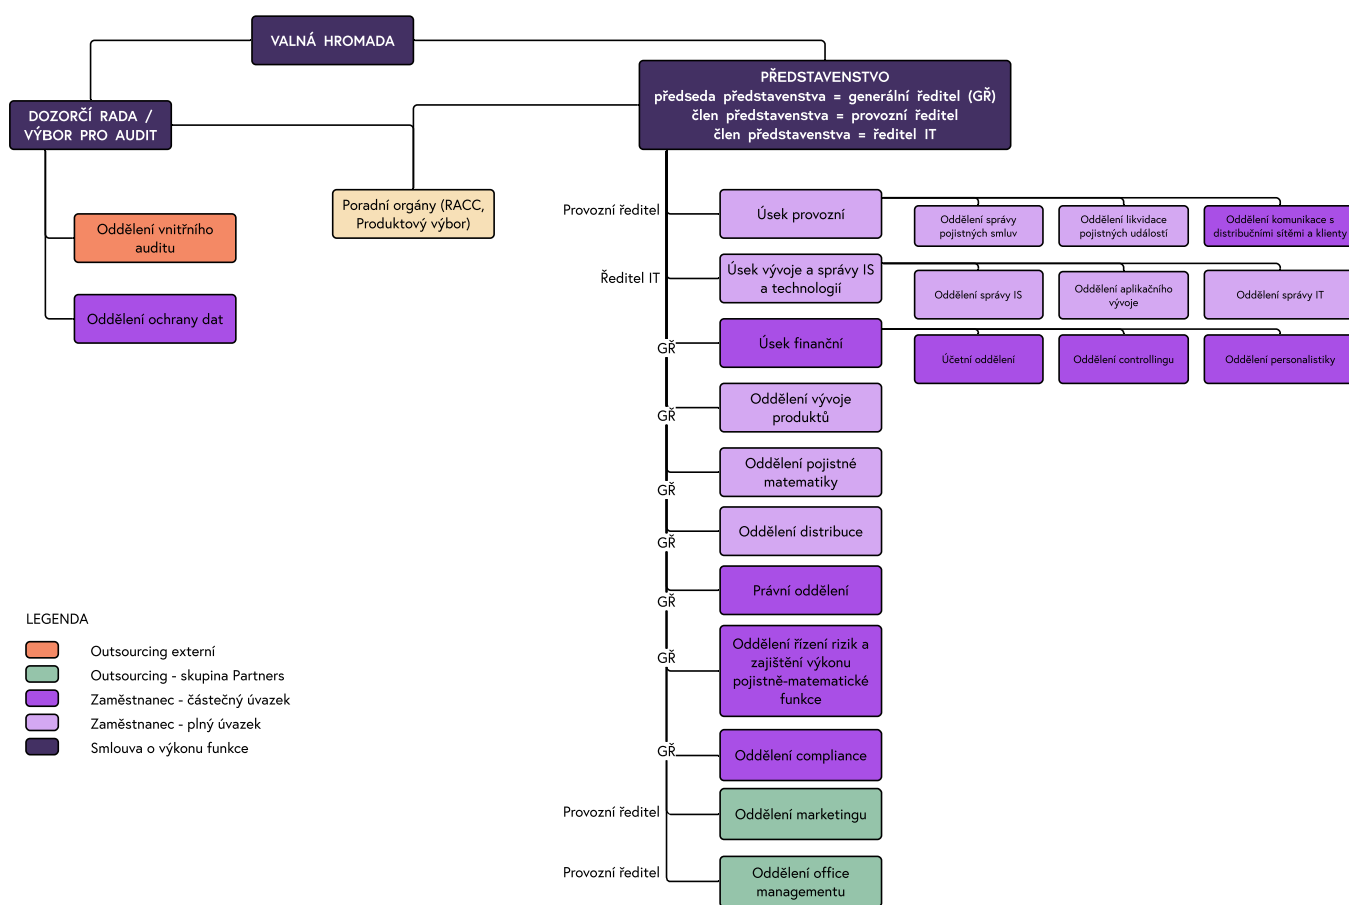 VALNÁ HROMADA
PŘEDSTAVENSTVO
předseda představenstva = generální ředitel (GŘ)
člen představenstva = provozní ředitel
člen představenstva = ředitel IT
DOZORČÍ RADA /
VÝBOR PRO AUDIT
Poradní orgány (RACC,
Produktový výbor)
Oddělení vnitřního
auditu
Oddělení ochrany dat
Provozní ředitel
Úsek provozní
Oddělení správy
pojistných smluv
Oddělení likvidace
pojistných událostí
Oddělení komunikace s
distribučními sítěmi a klienty
Ředitel IT
Úsek vývoje a správy IS
a technologií
Oddělení správy IS
Oddělení aplikačního
vývoje
Oddělení správy IT
GŘ
Úsek finanční
Účetní oddělení
Oddělení controllingu
Oddělení personalistiky
GŘ
Oddělení vývoje
produktů
GŘ
Oddělení pojistné
matematiky
GŘ
Oddělení distribuce
GŘ
Právní oddělení
GŘ
Oddělení řízení rizik a
zajištění výkonu
pojistně-matematické
funkce
GŘ
Oddělení compliance
Provozní ředitel
Oddělení marketingu
Provozní ředitel
Oddělení office
managementu
LEGENDA
Outsourcing externí
Outsourcing - skupina Partners
Zaměstnanec - částečný úvazek
Zaměstnanec - plný úvazek
Smlouva o výkonu funkce